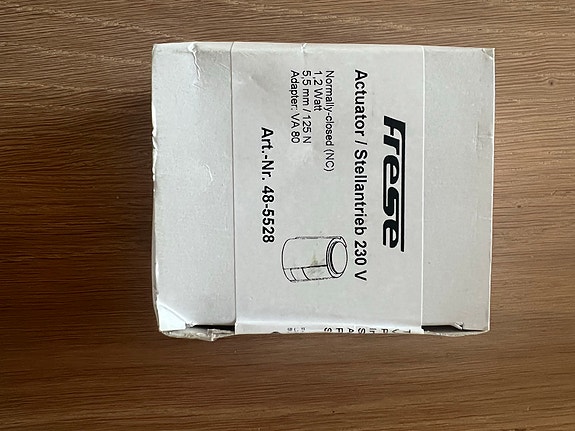 Frese
Actuator / Stellantrieb 230 V
Normally-closed (NC)
1,2 Watt
5,5 mm / 125 N
Adapter: VA 80
Art.-Nr. 48-5528